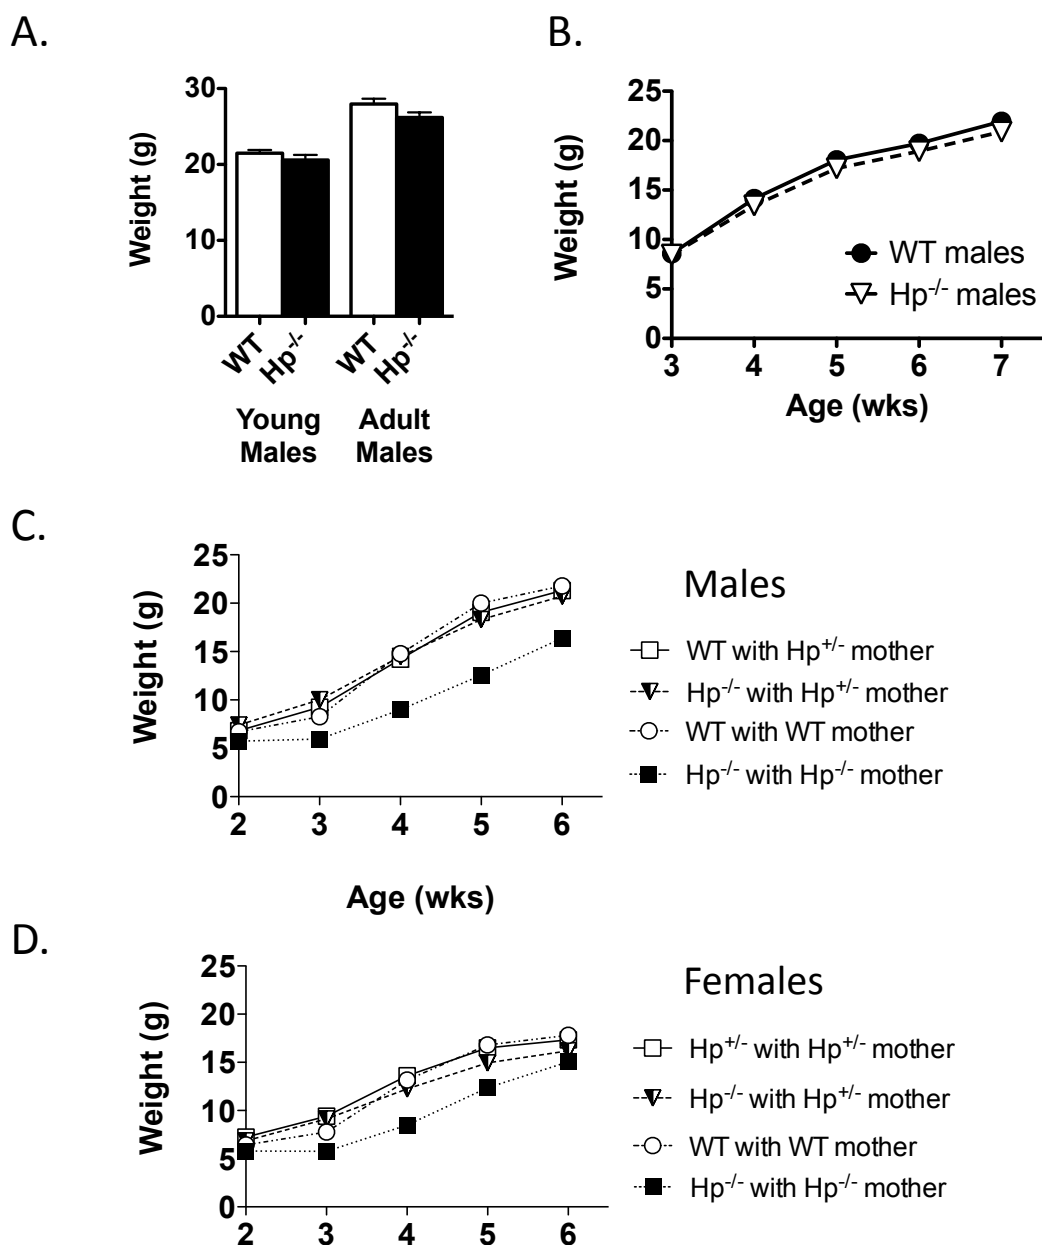 A.
Weight (g)
30
20
10
0
WT
Hp-/-
WT
Hp-/-
Young
Males
Adult
Males
B.
Weight (g)
25
20
15
10
5
0
WT males
Hp-/- males
3 4 5 6 7
Age (wks)
C.
Weight (g)
25
20
15
10
5
0
2 3 4 5 6
Age (wks)
Males
WT with Hp+/- mother
Hp-/- with Hp+/- mother
WT with WT mother
Hp-/- with Hp-/- mother
D.
Weight (g)
25
20
15
10
5
0
2 3 4 5 6
Females
Hp+/- with Hp+/- mother
Hp-/- with Hp+/- mother
WT with WT mother
Hp-/- with Hp-/- mother